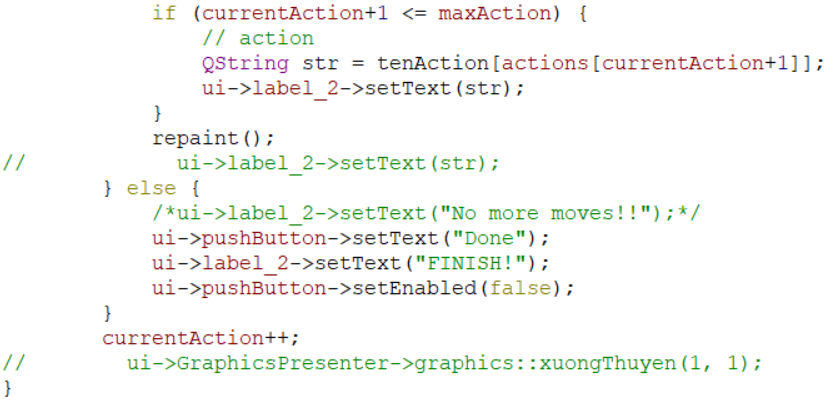 if (currentAction+1 <= maxAction) {
                // action
                QString str = tenAction[actions[currentAction+1]];
                ui->label_2->setText(str);
            }
            repaint();
//            ui->label_2->setText(str);
        } else {
            /*ui->label_2->setText("No more moves!!");*/
            ui->pushButton->setText("Done");
            ui->label_2->setText("FINISH!");
            ui->pushButton->setEnabled(false);
        }
        currentAction++;
//        ui->GraphicsPresenter->graphics::xuongThuyen(1, 1);
}